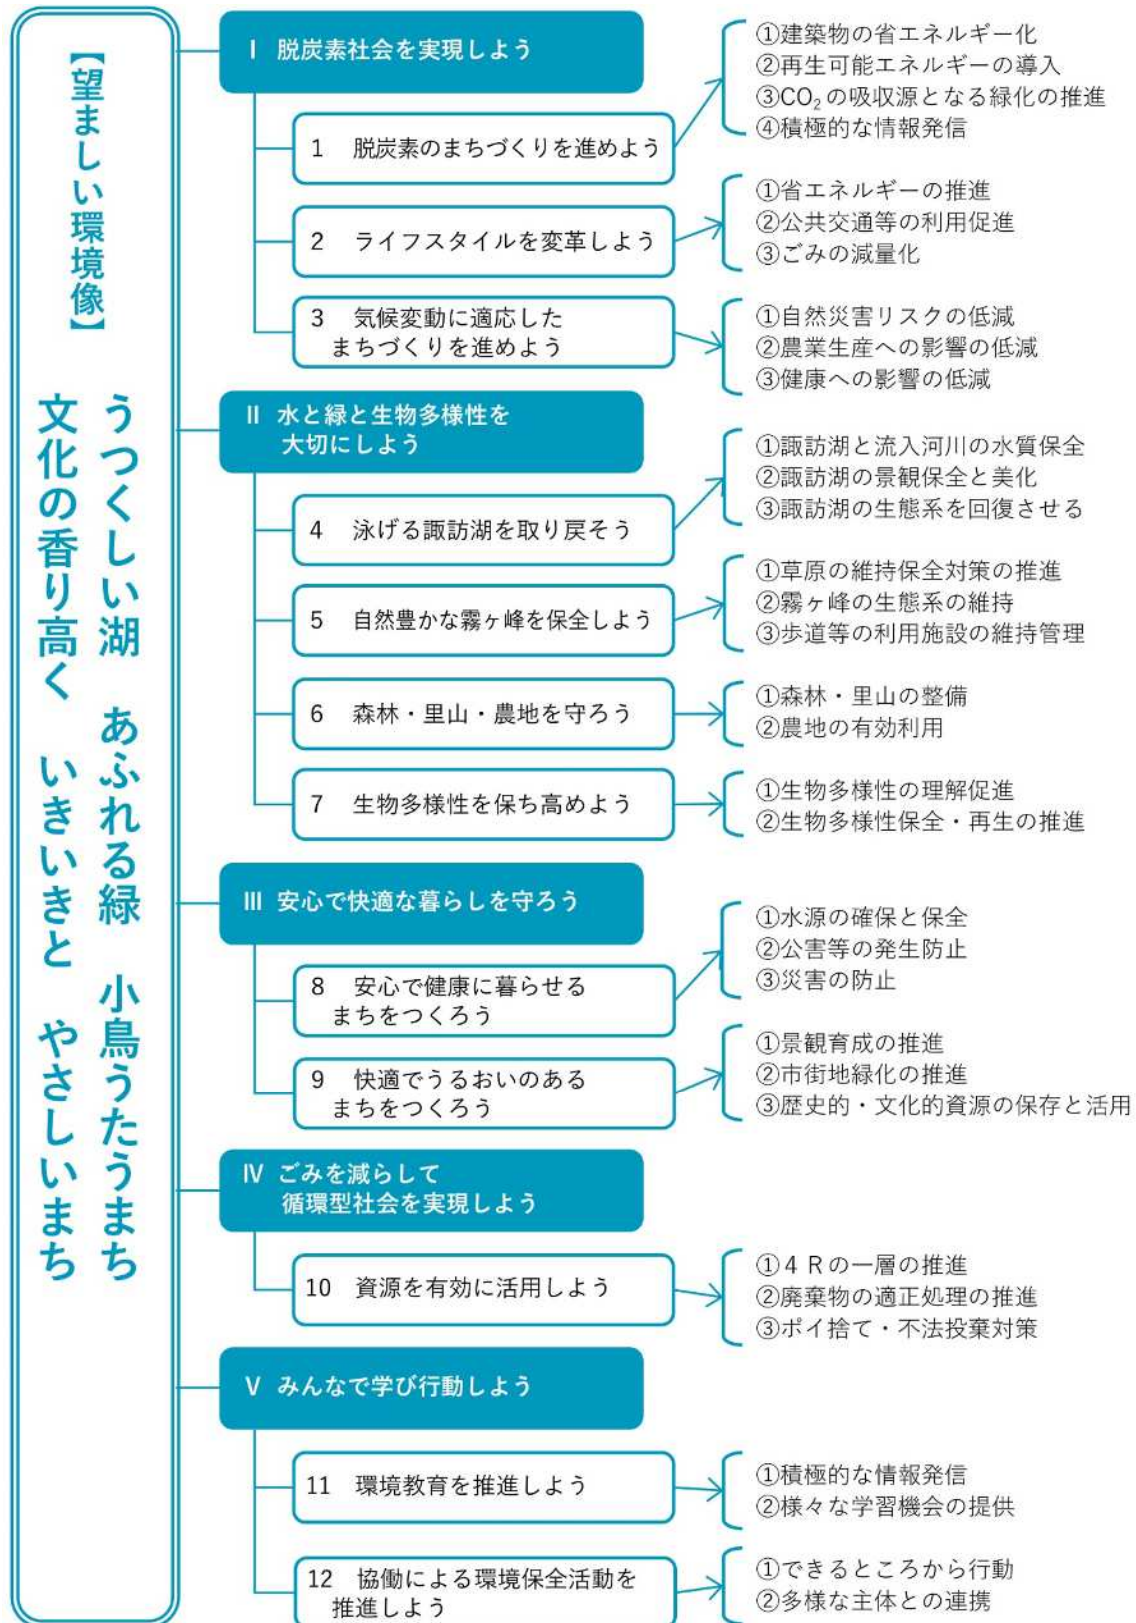 【望ましい環境像】
うつくしい湖　あふれる緑　小鳥うたうまち
文化の香り高く　いきいきと　やさしいまち
Ⅰ 脱炭素社会を実現しよう
1　脱炭素のまちづくりを進めよう
①建築物の省エネルギー化
②再生可能エネルギーの導入
③CO₂の吸収源となる緑化の推進
④積極的な情報発信
2　ライフスタイルを変革しよう
①省エネルギーの推進
②公共交通等の利用促進
③ごみの減量化
3　気候変動に適応した
まちづくりを進めよう
①自然災害リスクの低減
②農業生産への影響の低減
③健康への影響の低減
Ⅱ 水と緑と生物多様性を
大切にしよう
4　泳げる諏訪湖を取り戻そう
①諏訪湖と流入河川の水質保全
②諏訪湖の景観保全と美化
③諏訪湖の生態系を回復させる
5　自然豊かな霧ヶ峰を保全しよう
①草原の維持保全対策の推進
②霧ヶ峰の生態系の維持
③歩道等の利用施設の維持管理
6　森林・里山・農地を守ろう
①森林・里山の整備
②農地の有効利用
7　生物多様性を保ち高めよう
①生物多様性の理解促進
②生物多様性保全・再生の推進
Ⅲ 安心で快適な暮らしを守ろう
8　安心で健康に暮らせる
まちをつくろう
①水源の確保と保全
②公害等の発生防止
③災害の防止
9　快適でうるおいのある
まちをつくろう
①景観育成の推進
②市街地緑化の推進
③歴史的・文化的資源の保存と活用
Ⅳ ごみを減らして
循環型社会を実現しよう
10　資源を有効に活用しよう
①４Ｒの一層の推進
②廃棄物の適正処理の推進
③ポイ捨て・不法投棄対策
Ⅴ みんなで学び行動しよう
11　環境教育を推進しよう
①積極的な情報発信
②様々な学習機会の提供
12　協働による環境保全活動を
推進しよう
①できるところから行動
②多様な主体との連携